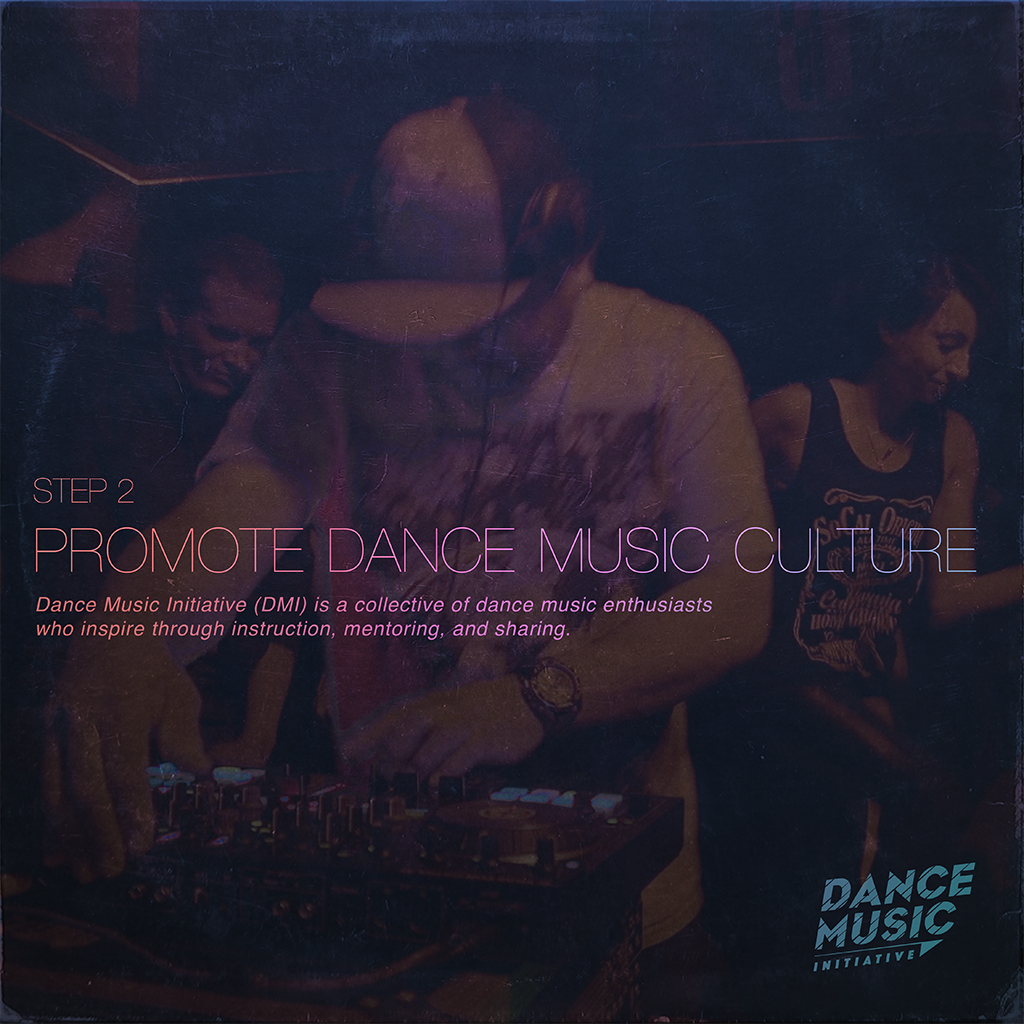 STEP 2
PROMOTE DANCE MUSIC CULTURE
Dance Music Initiative (DMI) is a collective of dance music enthusiasts
who inspire through instruction, mentoring, and sharing.
DANCE
MUSIC
INITIATIVE